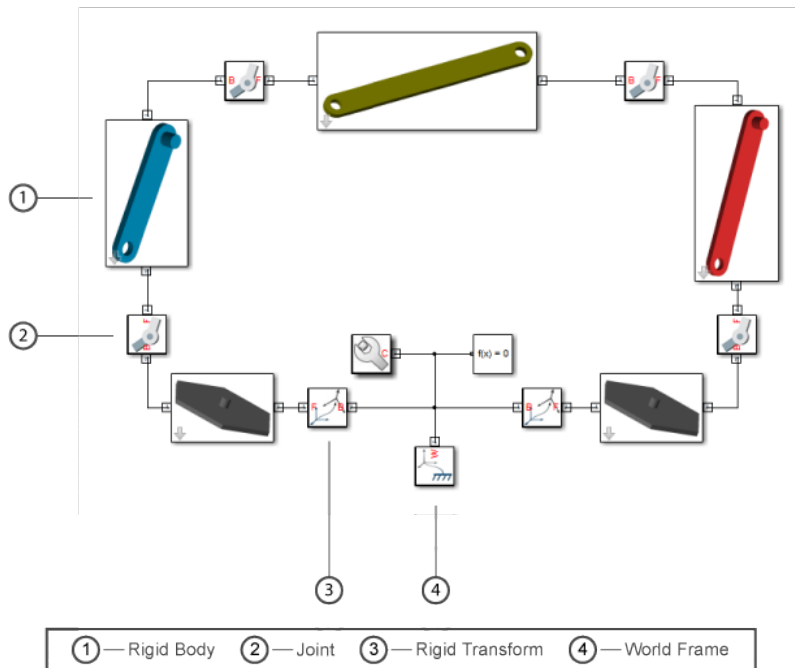 B F
B F
1
2
F
B
F
B
C
f(x) = 0
F B
B F
W
3
4
1 — Rigid Body 2 — Joint 3 — Rigid Transform 4 — World Frame